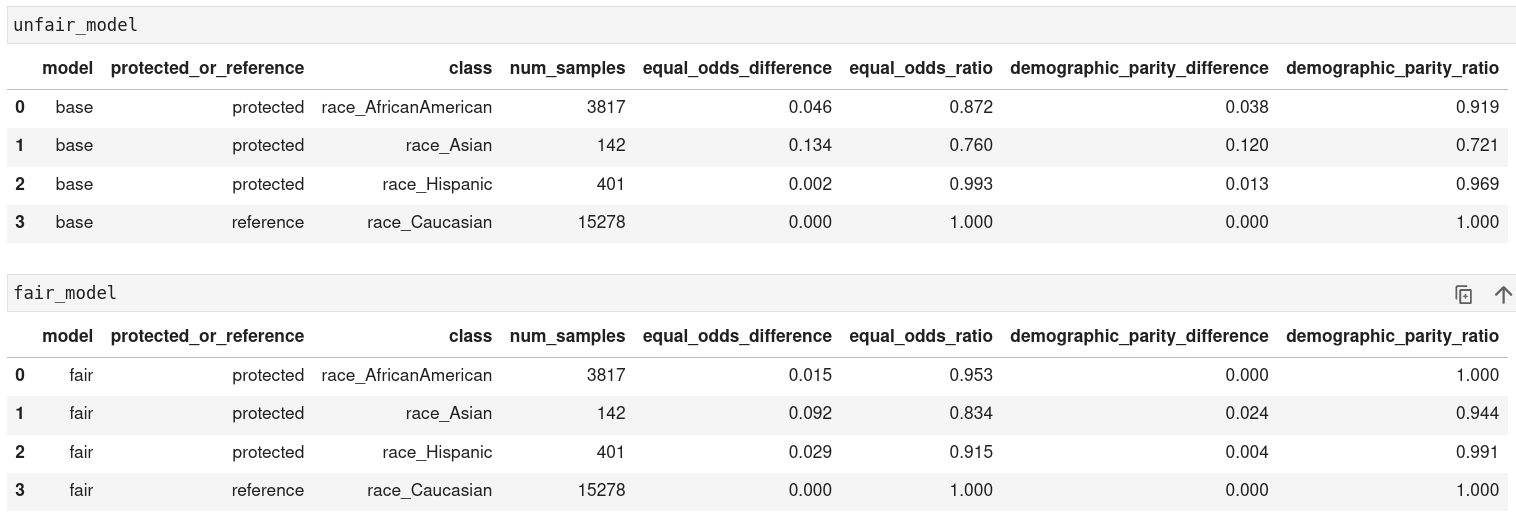 unfair_model
model protected_or_reference class num_samples equal_odds_difference equal_odds_ratio demographic_parity_difference demographic_parity_ratio
0 base protected race_AfricanAmerican 3817 0.046 0.872 0.038 0.919
1 base protected race_Asian 142 0.134 0.760 0.120 0.721
2 base protected race_Hispanic 401 0.002 0.993 0.013 0.969
3 base reference race_Caucasian 15278 0.000 1.000 0.000 1.000
fair_model
model protected_or_reference class num_samples equal_odds_difference equal_odds_ratio demographic_parity_difference demographic_parity_ratio
0 fair protected race_AfricanAmerican 3817 0.015 0.953 0.000 1.000
1 fair protected race_Asian 142 0.092 0.834 0.024 0.944
2 fair protected race_Hispanic 401 0.029 0.915 0.004 0.991
3 fair reference race_Caucasian 15278 0.000 1.000 0.000 1.000